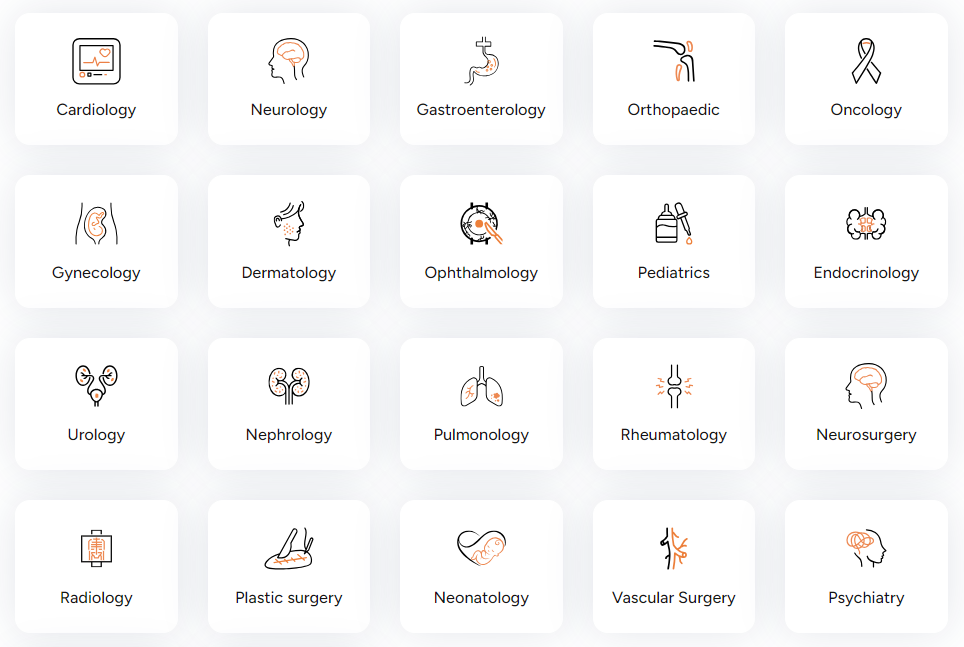 Cardiology
Neurology
Gastroenterology
Orthopaedic
Oncology
Gynecology
Dermatology
Ophthalmology
Pediatrics
Endocrinology
Urology
Nephrology
Pulmonology
Rheumatology
Neurosurgery
Radiology
Plastic surgery
Neonatology
Vascular Surgery
Psychiatry